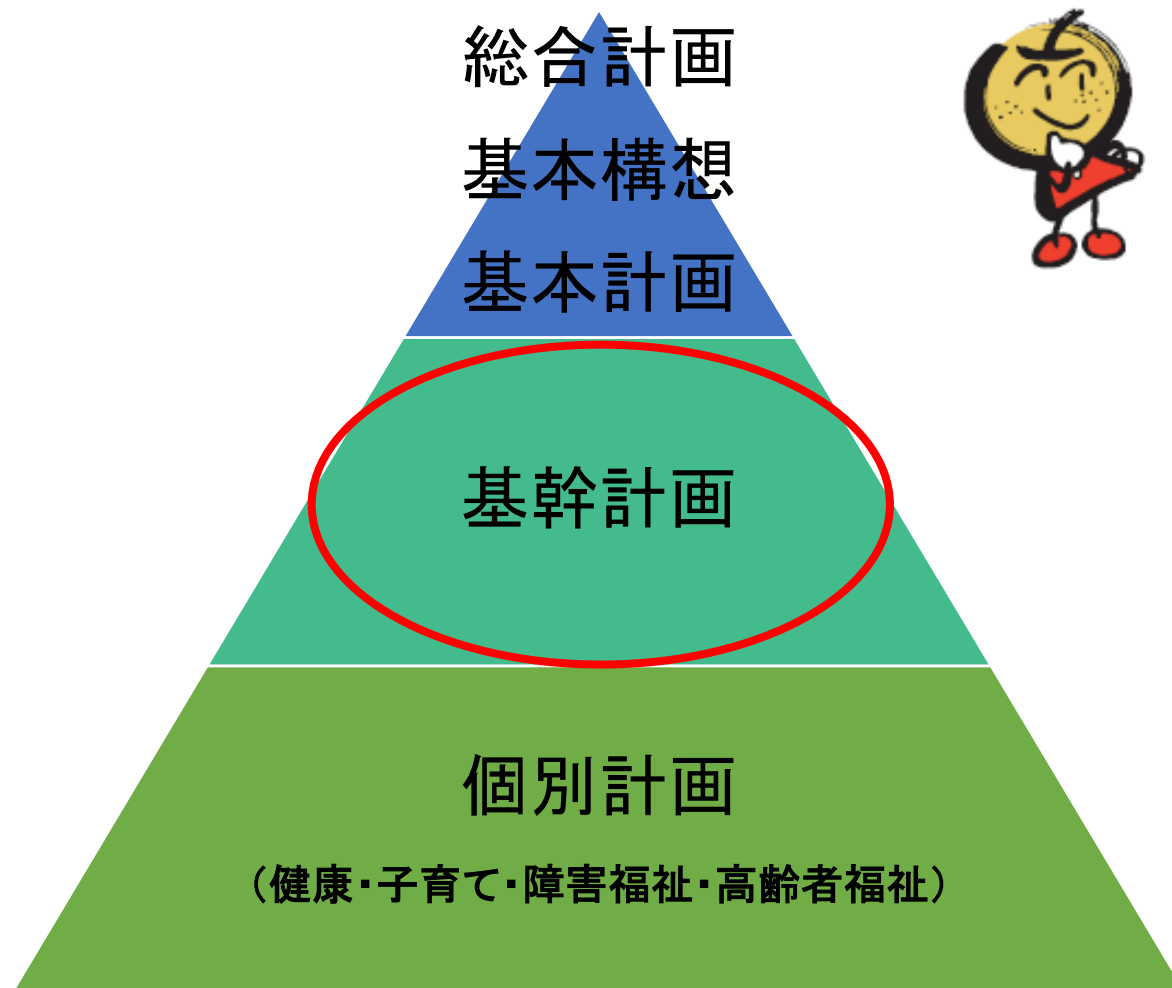 総合計画
基本構想
基本計画
基幹計画
個別計画
（健康・子育て・障害福祉・高齢者福祉）